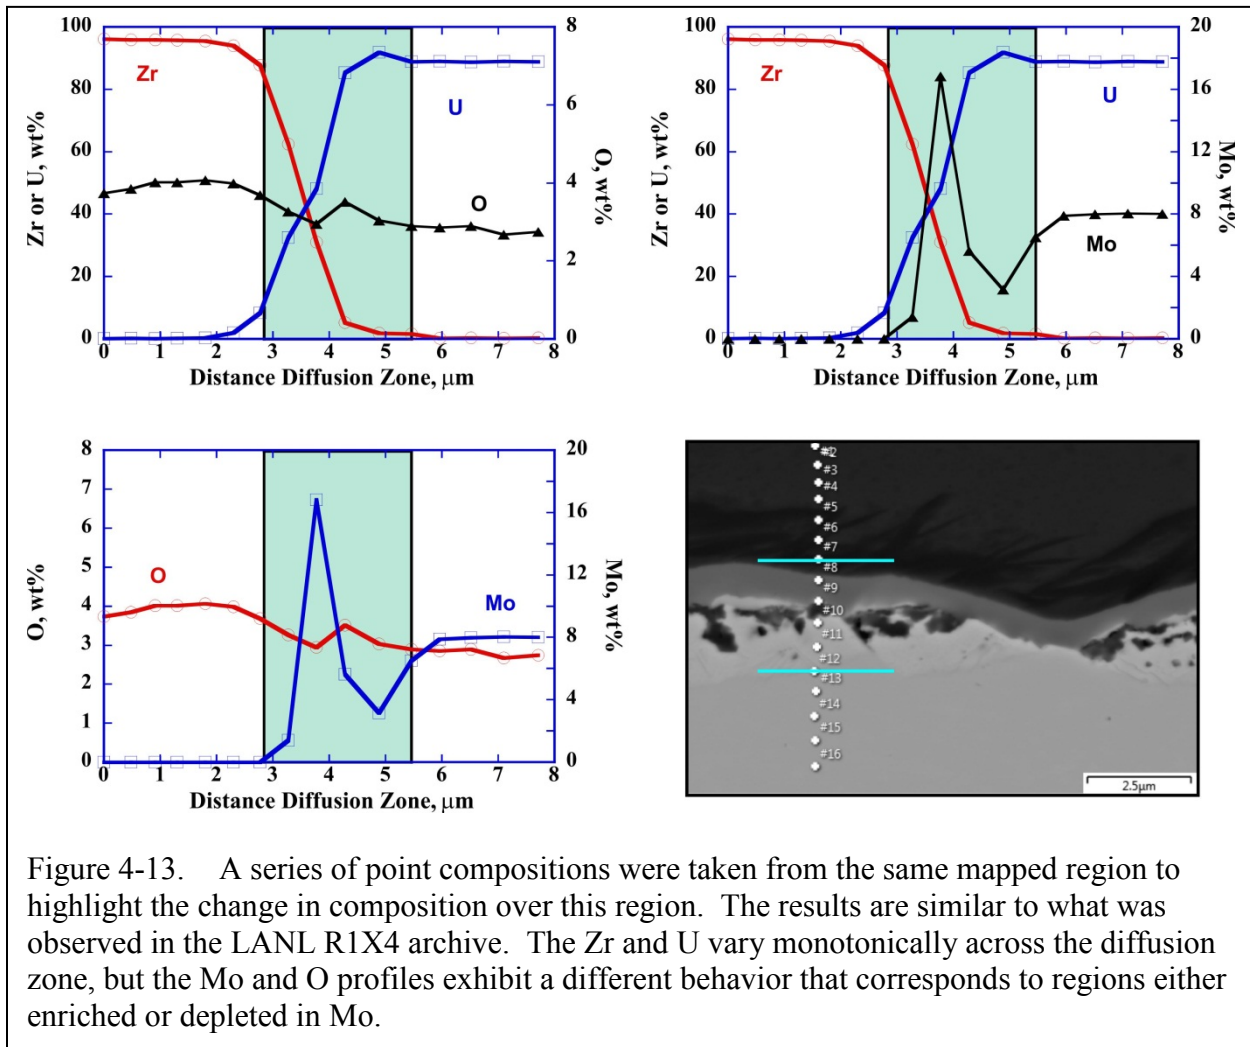 100
80
60
40
20
0
Zr or U, wt%
Zr
U
O
8
6
4
2
0
O, wt%
0 1 2 3 4 5 6 7 8
Distance Diffusion Zone, µm
100
80
60
40
20
0
Zr or U, wt%
Zr
U
Mo
20
16
12
8
4
0
Mo, wt%
0 1 2 3 4 5 6 7 8
Distance Diffusion Zone, µm
8
7
6
5
4
3
2
1
0
O, wt%
O
Mo
20
16
12
8
4
0
Mo, wt%
0 1 2 3 4 5 6 7 8
Distance Diffusion Zone, µm
#2
#3
#4
#5
#6
#7
#8
#9
#10
#11
#12
#13
#14
#15
#16
2.5µm
Figure 4-13. A series of point compositions were taken from the same mapped region to
highlight the change in composition over this region. The results are similar to what was
observed in the LANL R1X4 archive. The Zr and U vary monotonically across the diffusion
zone, but the Mo and O profiles exhibit a different behavior that corresponds to regions either
enriched or depleted in Mo.